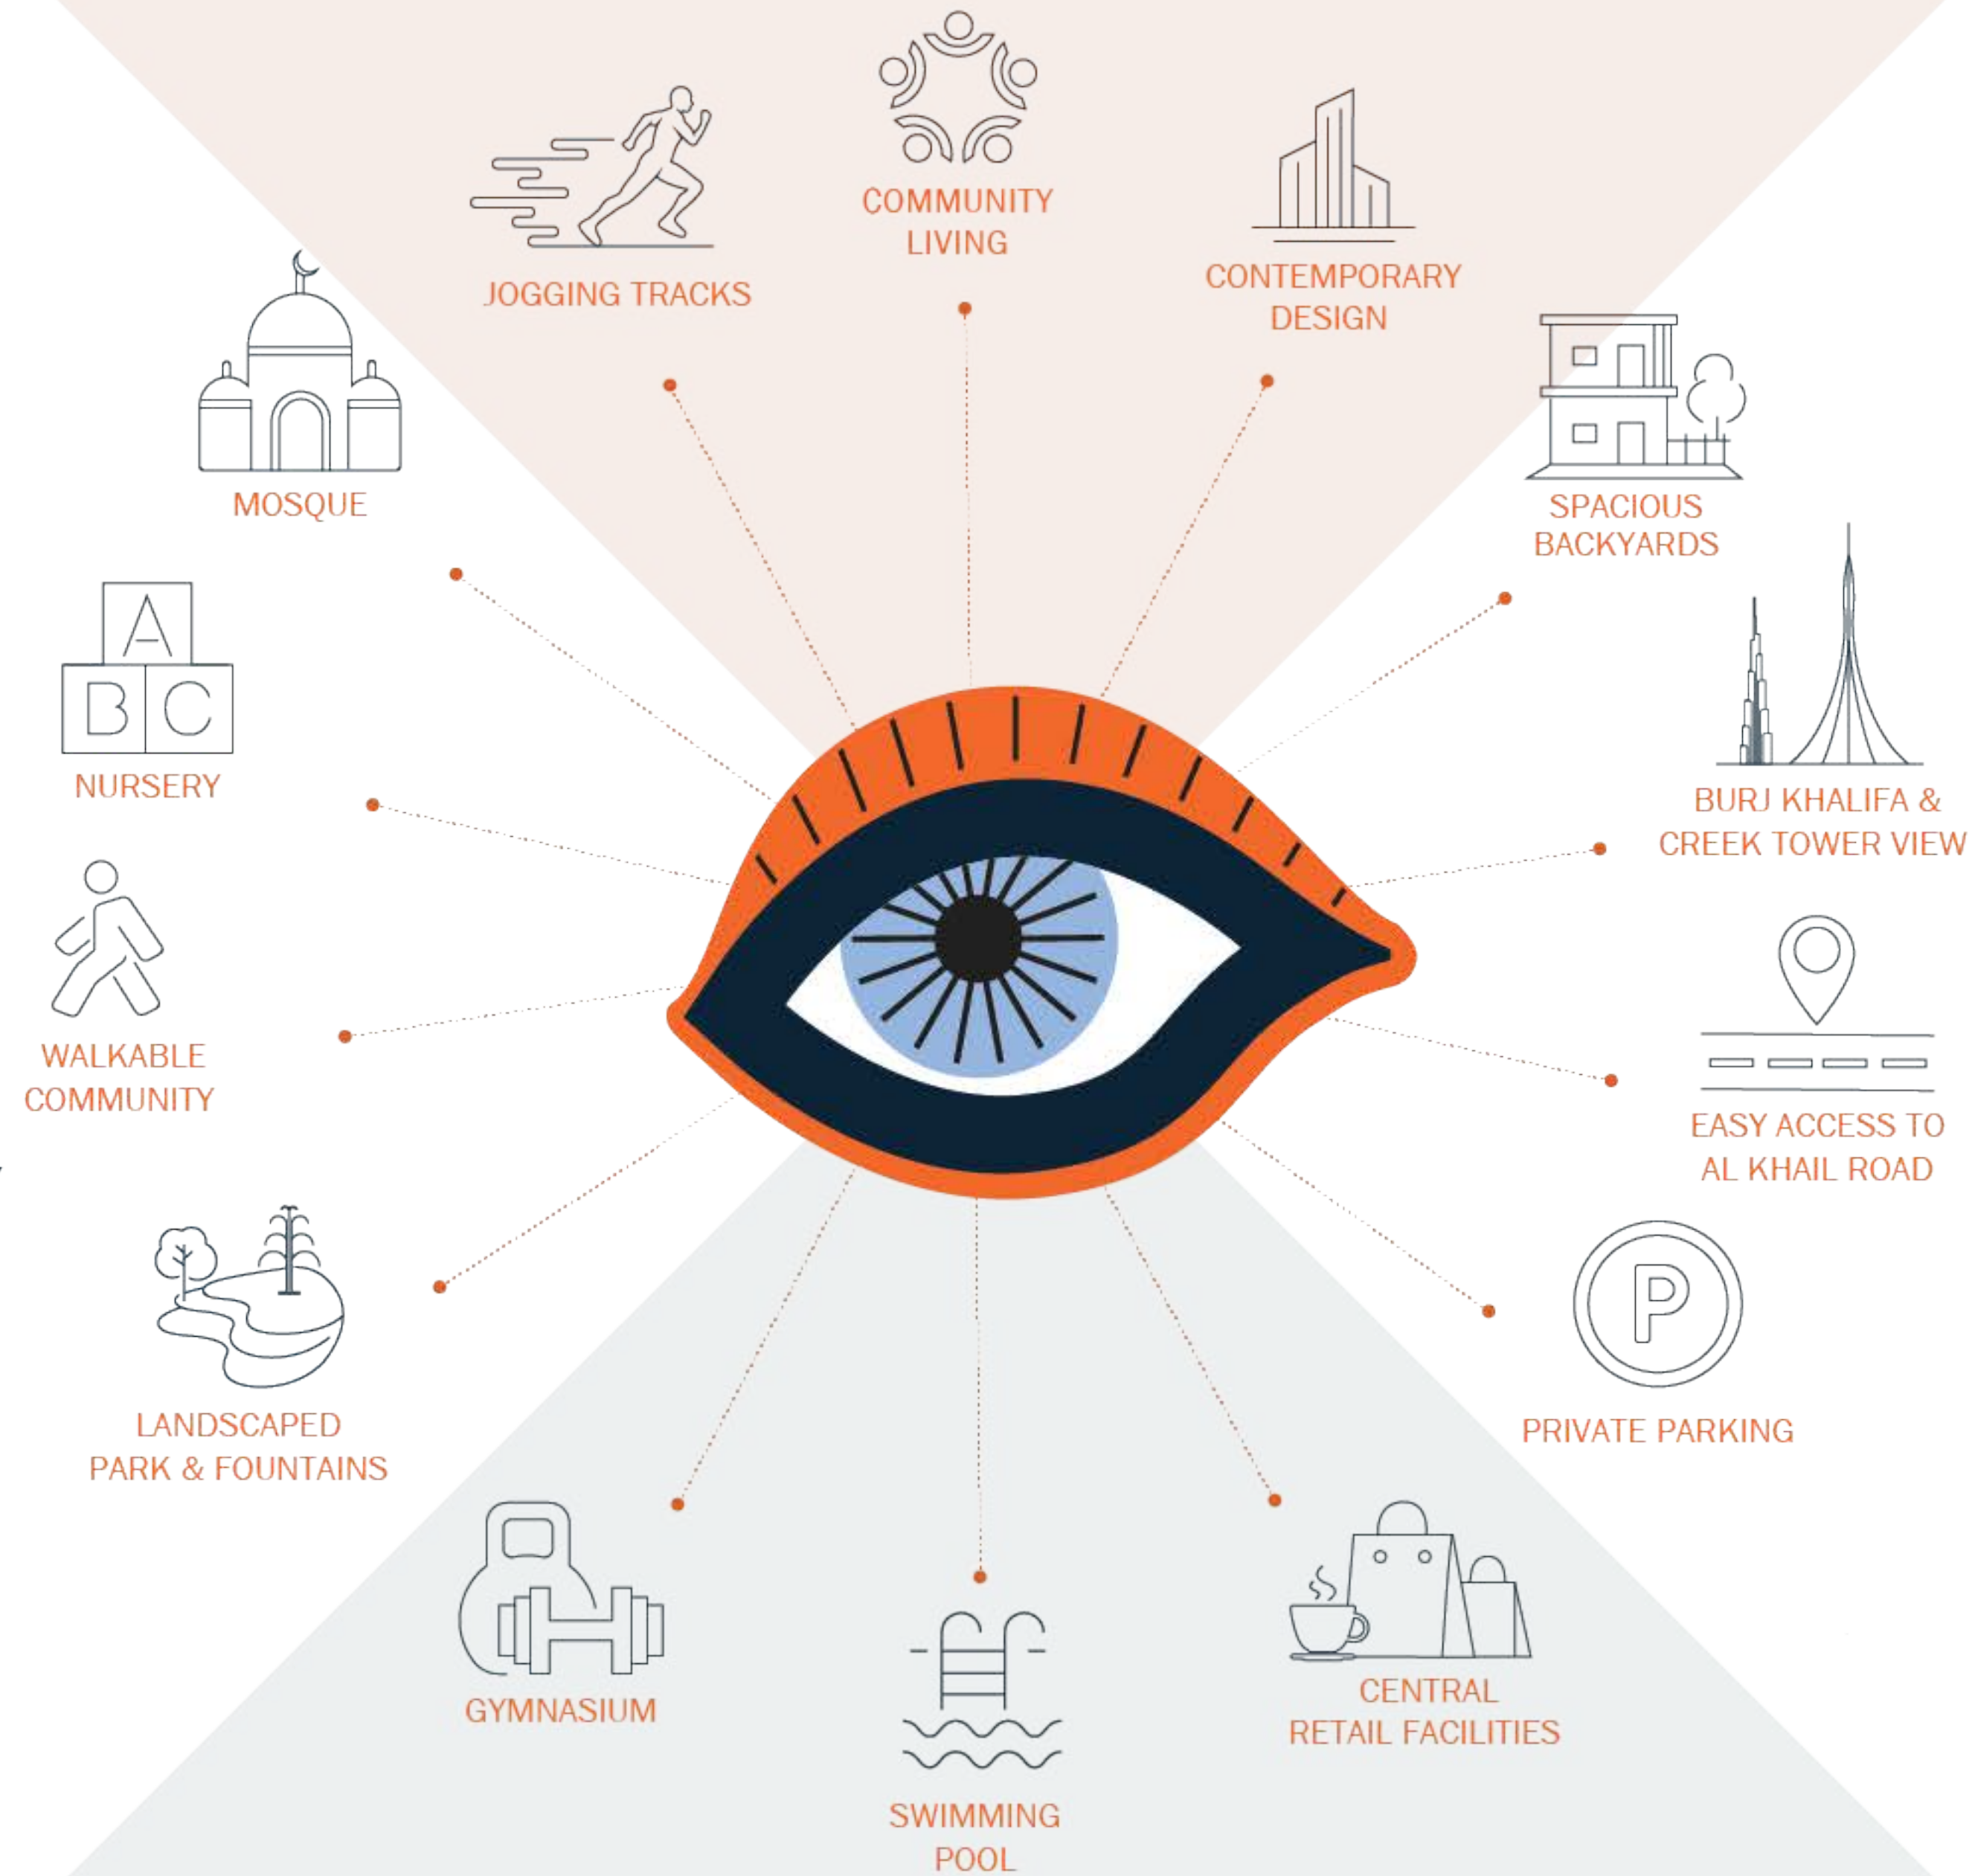 COMMUNITY
LIVING
JOGGING TRACKS
CONTEMPORARY
DESIGN
MOSQUE
SPACIOUS
BACKYARDS
A
B C
NURSERY
BURJ KHALIFA &
CREEK TOWER VIEW
WALKABLE
COMMUNITY
EASY ACCESS TO
AL KHAIL ROAD
P
PRIVATE PARKING
LANDSCAPED
PARK & FOUNTAINS
GYMNASIUM
CENTRAL
RETAIL FACILITIES
SWIMMING
POOL